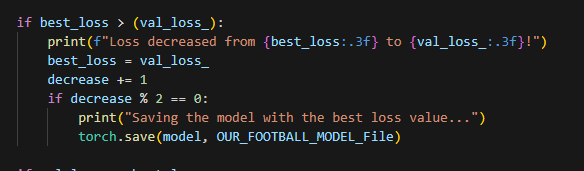 if best_loss > (val_loss_):
print(f"Loss decreased from {best_loss:.3f} to {val_loss_:.3f}!")
best_loss = val_loss_
decrease += 1
if decrease % 2 == 0:
print("Saving the model with the best loss value...")
torch.save(model, OUR_FOOTBALL_MODEL_File)